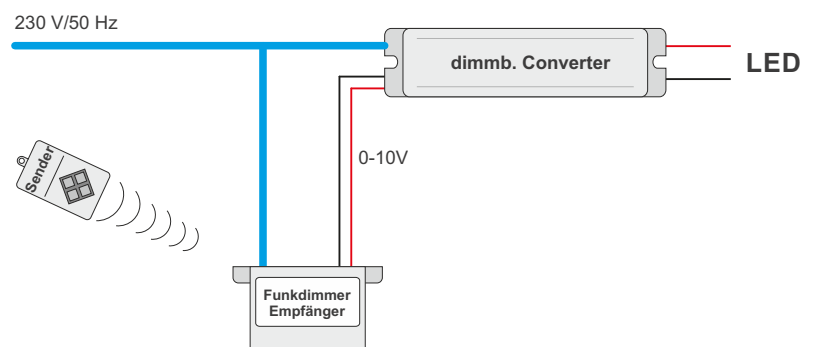 230 V/50 Hz
dimmb. Converter
LED
0-10V
Sender
Funkdimmer
Empfänger